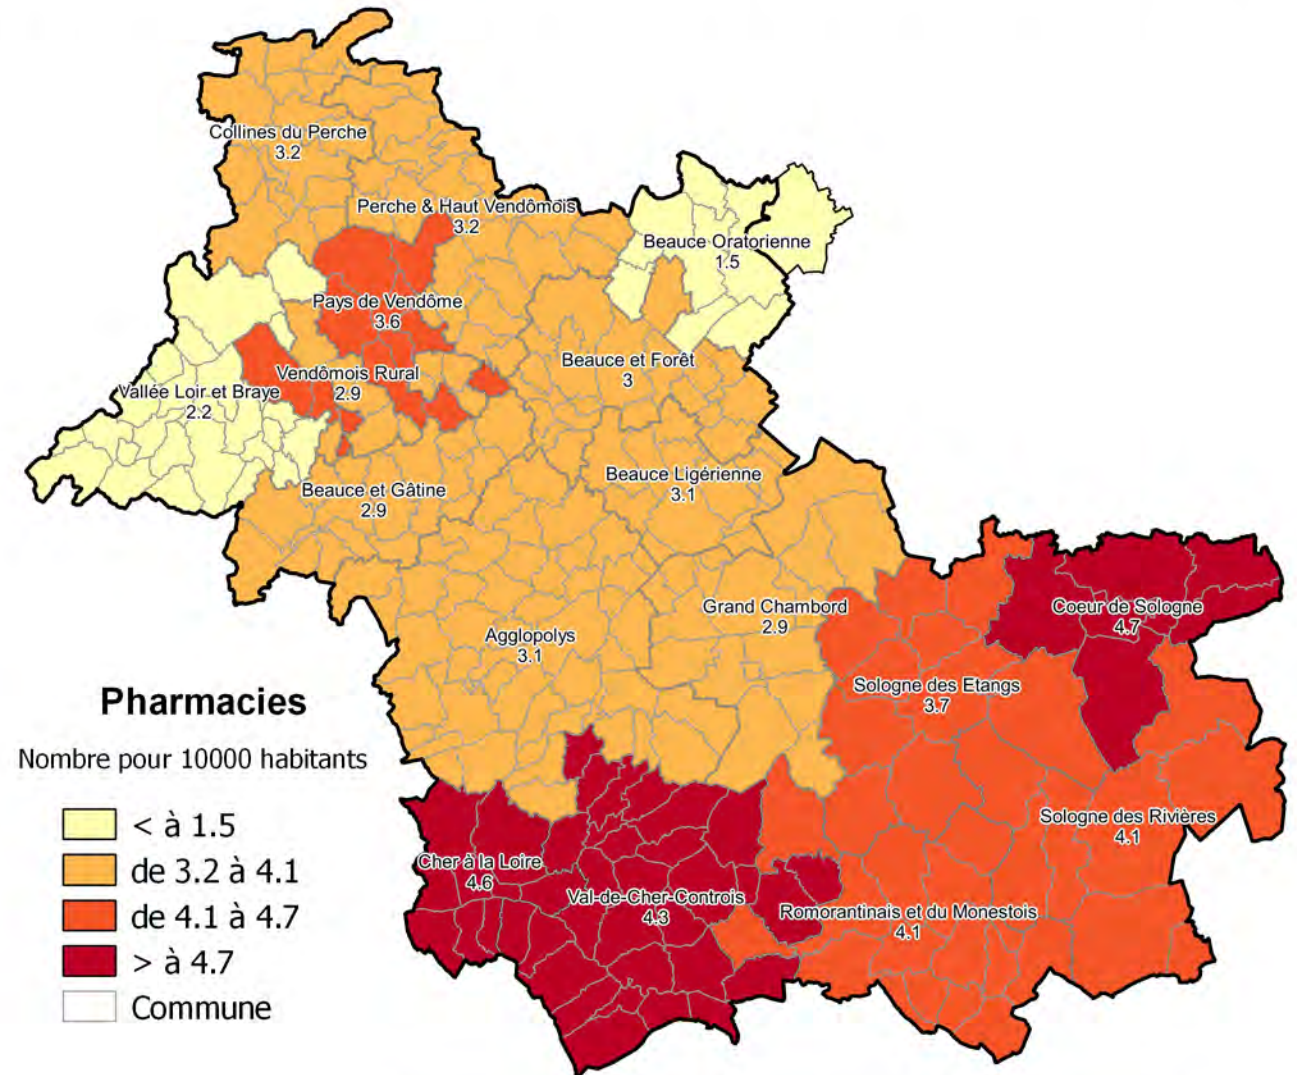 Collines du Perche
3.2
Perche & Haut Vendômois
3.2
Beauce Oratorienne
1.5
Pays de Vendôme
3.6
Beauce et Forêt
3
Vendômois Rural
2.9
Vallée Loir et Braye
2.2
Beauce Ligérienne
3.1
Beauce et Gâtine
2.9
Grand Chambord
2.9
Coeur de Sologne
4.7
Agglopolys
3.1
Sologne des Etangs
3.7
Sologne des Rivières
4.1
Cher à la Loire
4.6
Val-de-Cher-Controis
4.3
Romorantinais et du Monestois
4.1
Pharmacies
Nombre pour 10000 habitants
< à 1.5
de 3.2 à 4.1
de 4.1 à 4.7
> à 4.7
Commune